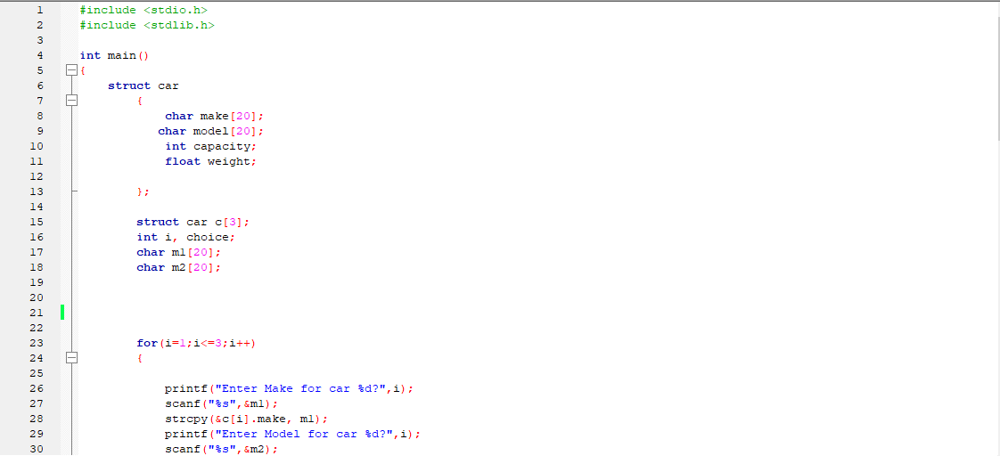 1 #include <stdio.h>
2 #include <stdlib.h>
3
4 int main()
5 {
6 struct car
7 {
8 char make[20];
9 char model[20];
10 int capacity;
11 float weight;
12
13 };
14
15 struct car c[3];
16 int i, choice;
17 char m1[20];
18 char m2[20];
19
20
21
22
23 for(i=1;i<=3;i++)
24 {
25
26 printf("Enter Make for car %d?",i);
27 scanf("%s",&m1);
28 strcpy(&c[i].make, m1);
29 printf("Enter Model for car %d?",i);
30 scanf("%s",&m2);